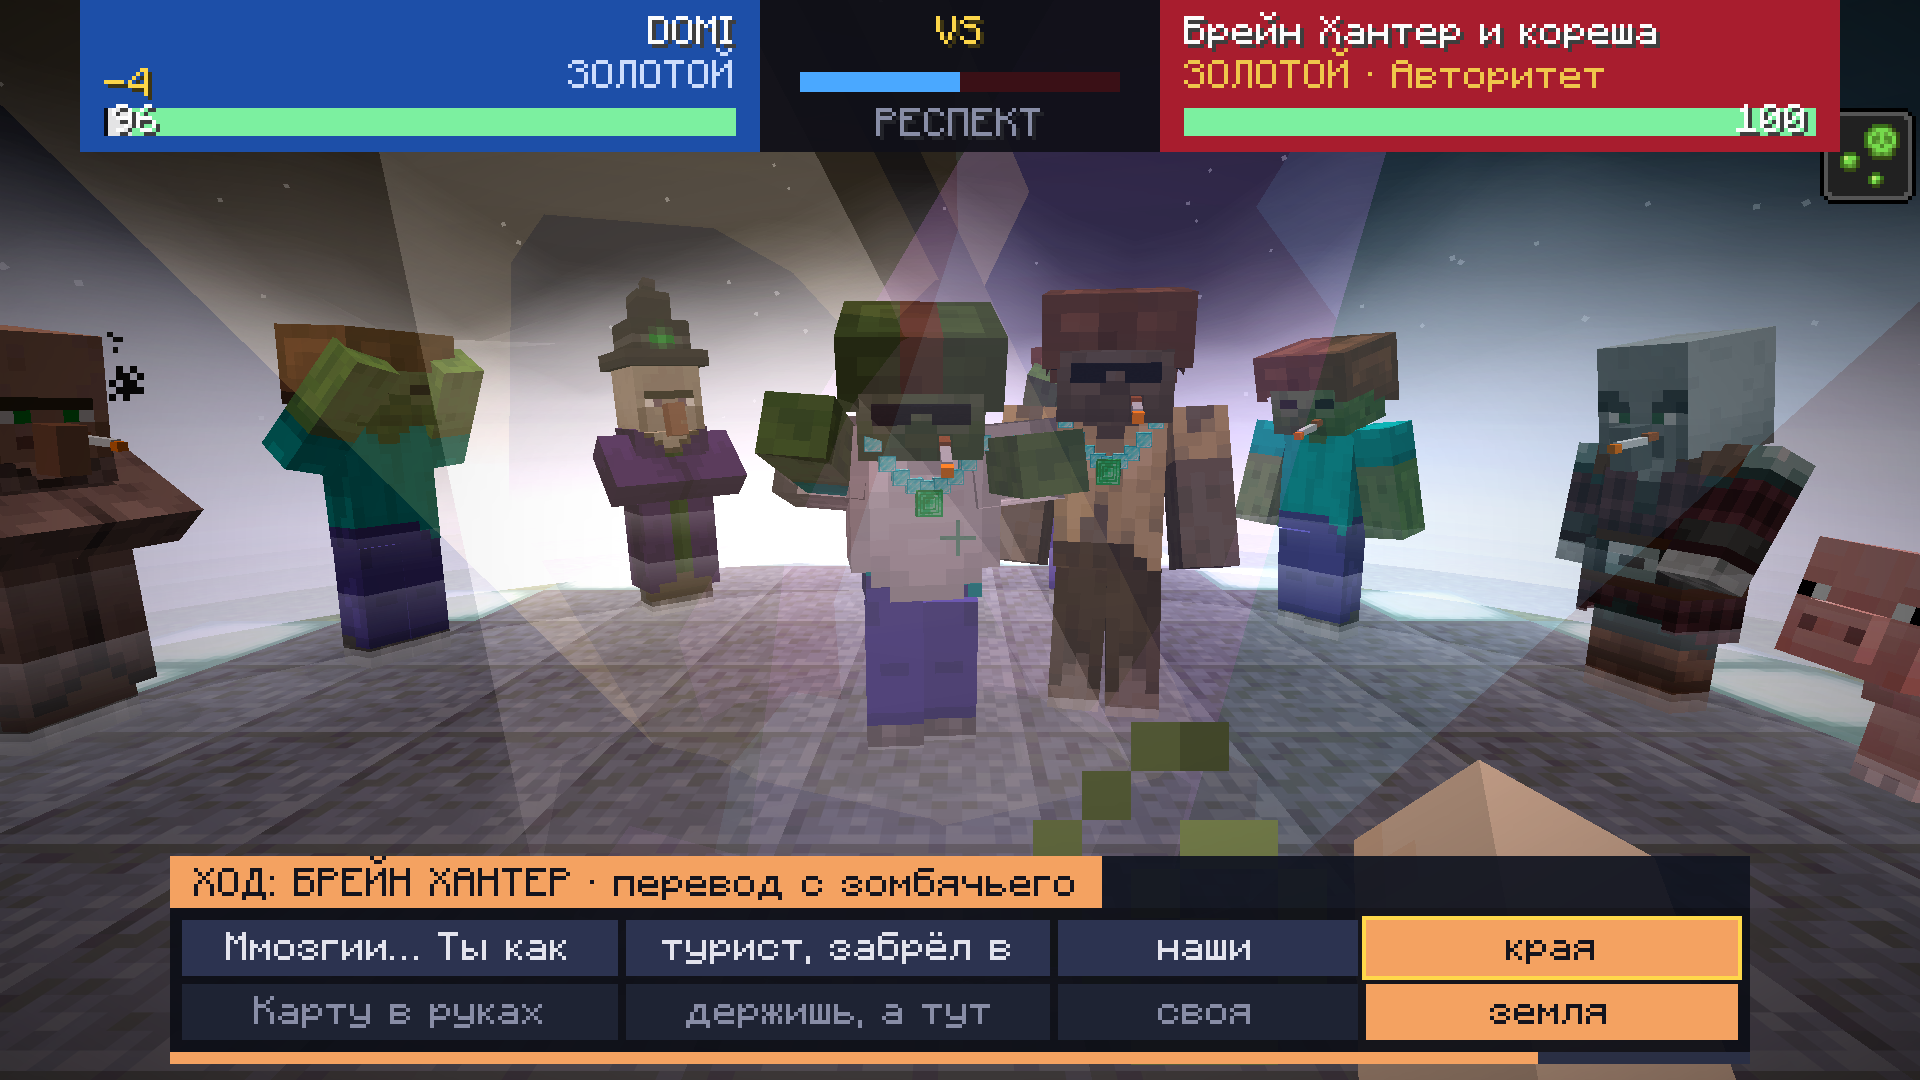 DOMI
ЗОЛОТОЙ
-4
96
VS
РЕСПЕКТ
Брейн Хантер и кореша
ЗОЛОТОЙ · Авторитет
100
ХОД: БРЕЙН ХАНТЕР · перевод с зомбячьего
Ммозгии... Ты как турист, забрёл в наши края
Карту в руках держишь, а тут своя земля